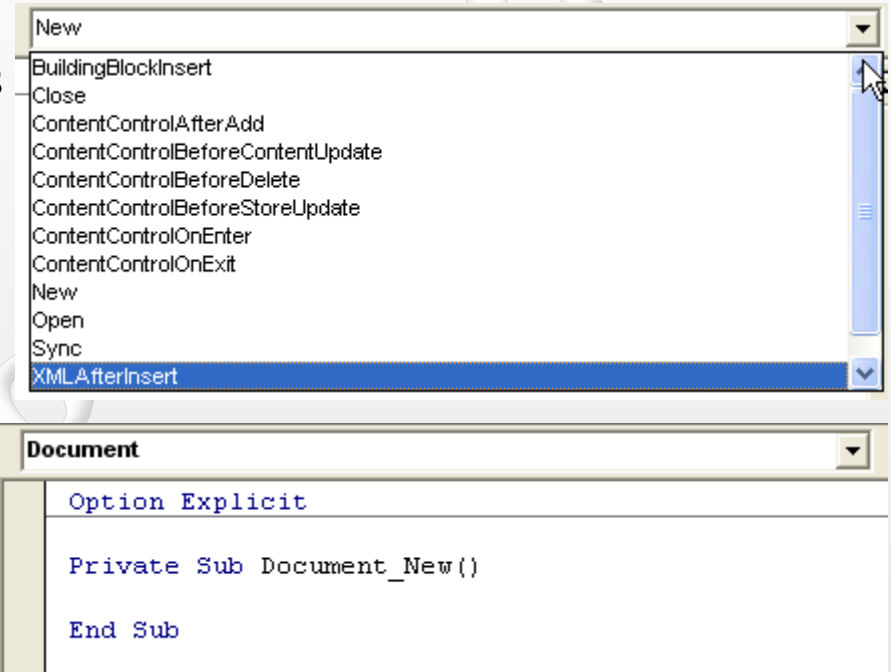 New
BuildingBlockInsert
Close
ContentControlAfterAdd
ContentControlBeforeContentUpdate
ContentControlBeforeDelete
ContentControlBeforeStoreUpdate
ContentControlOnEnter
ContentControlOnExit
New
Open
Sync
XMLAfterInsert
Document
Option Explicit
Private Sub Document_New()
End Sub